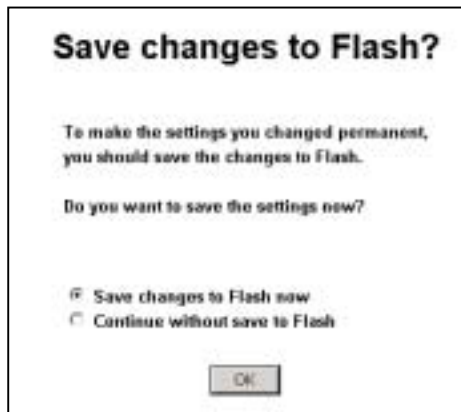 Save changes to Flash?
To make the settings you changed permanent,
you should save the changes to Flash.
Do you want to save the settings now?
Save changes to Flash now
Continue without save to Flash
OK